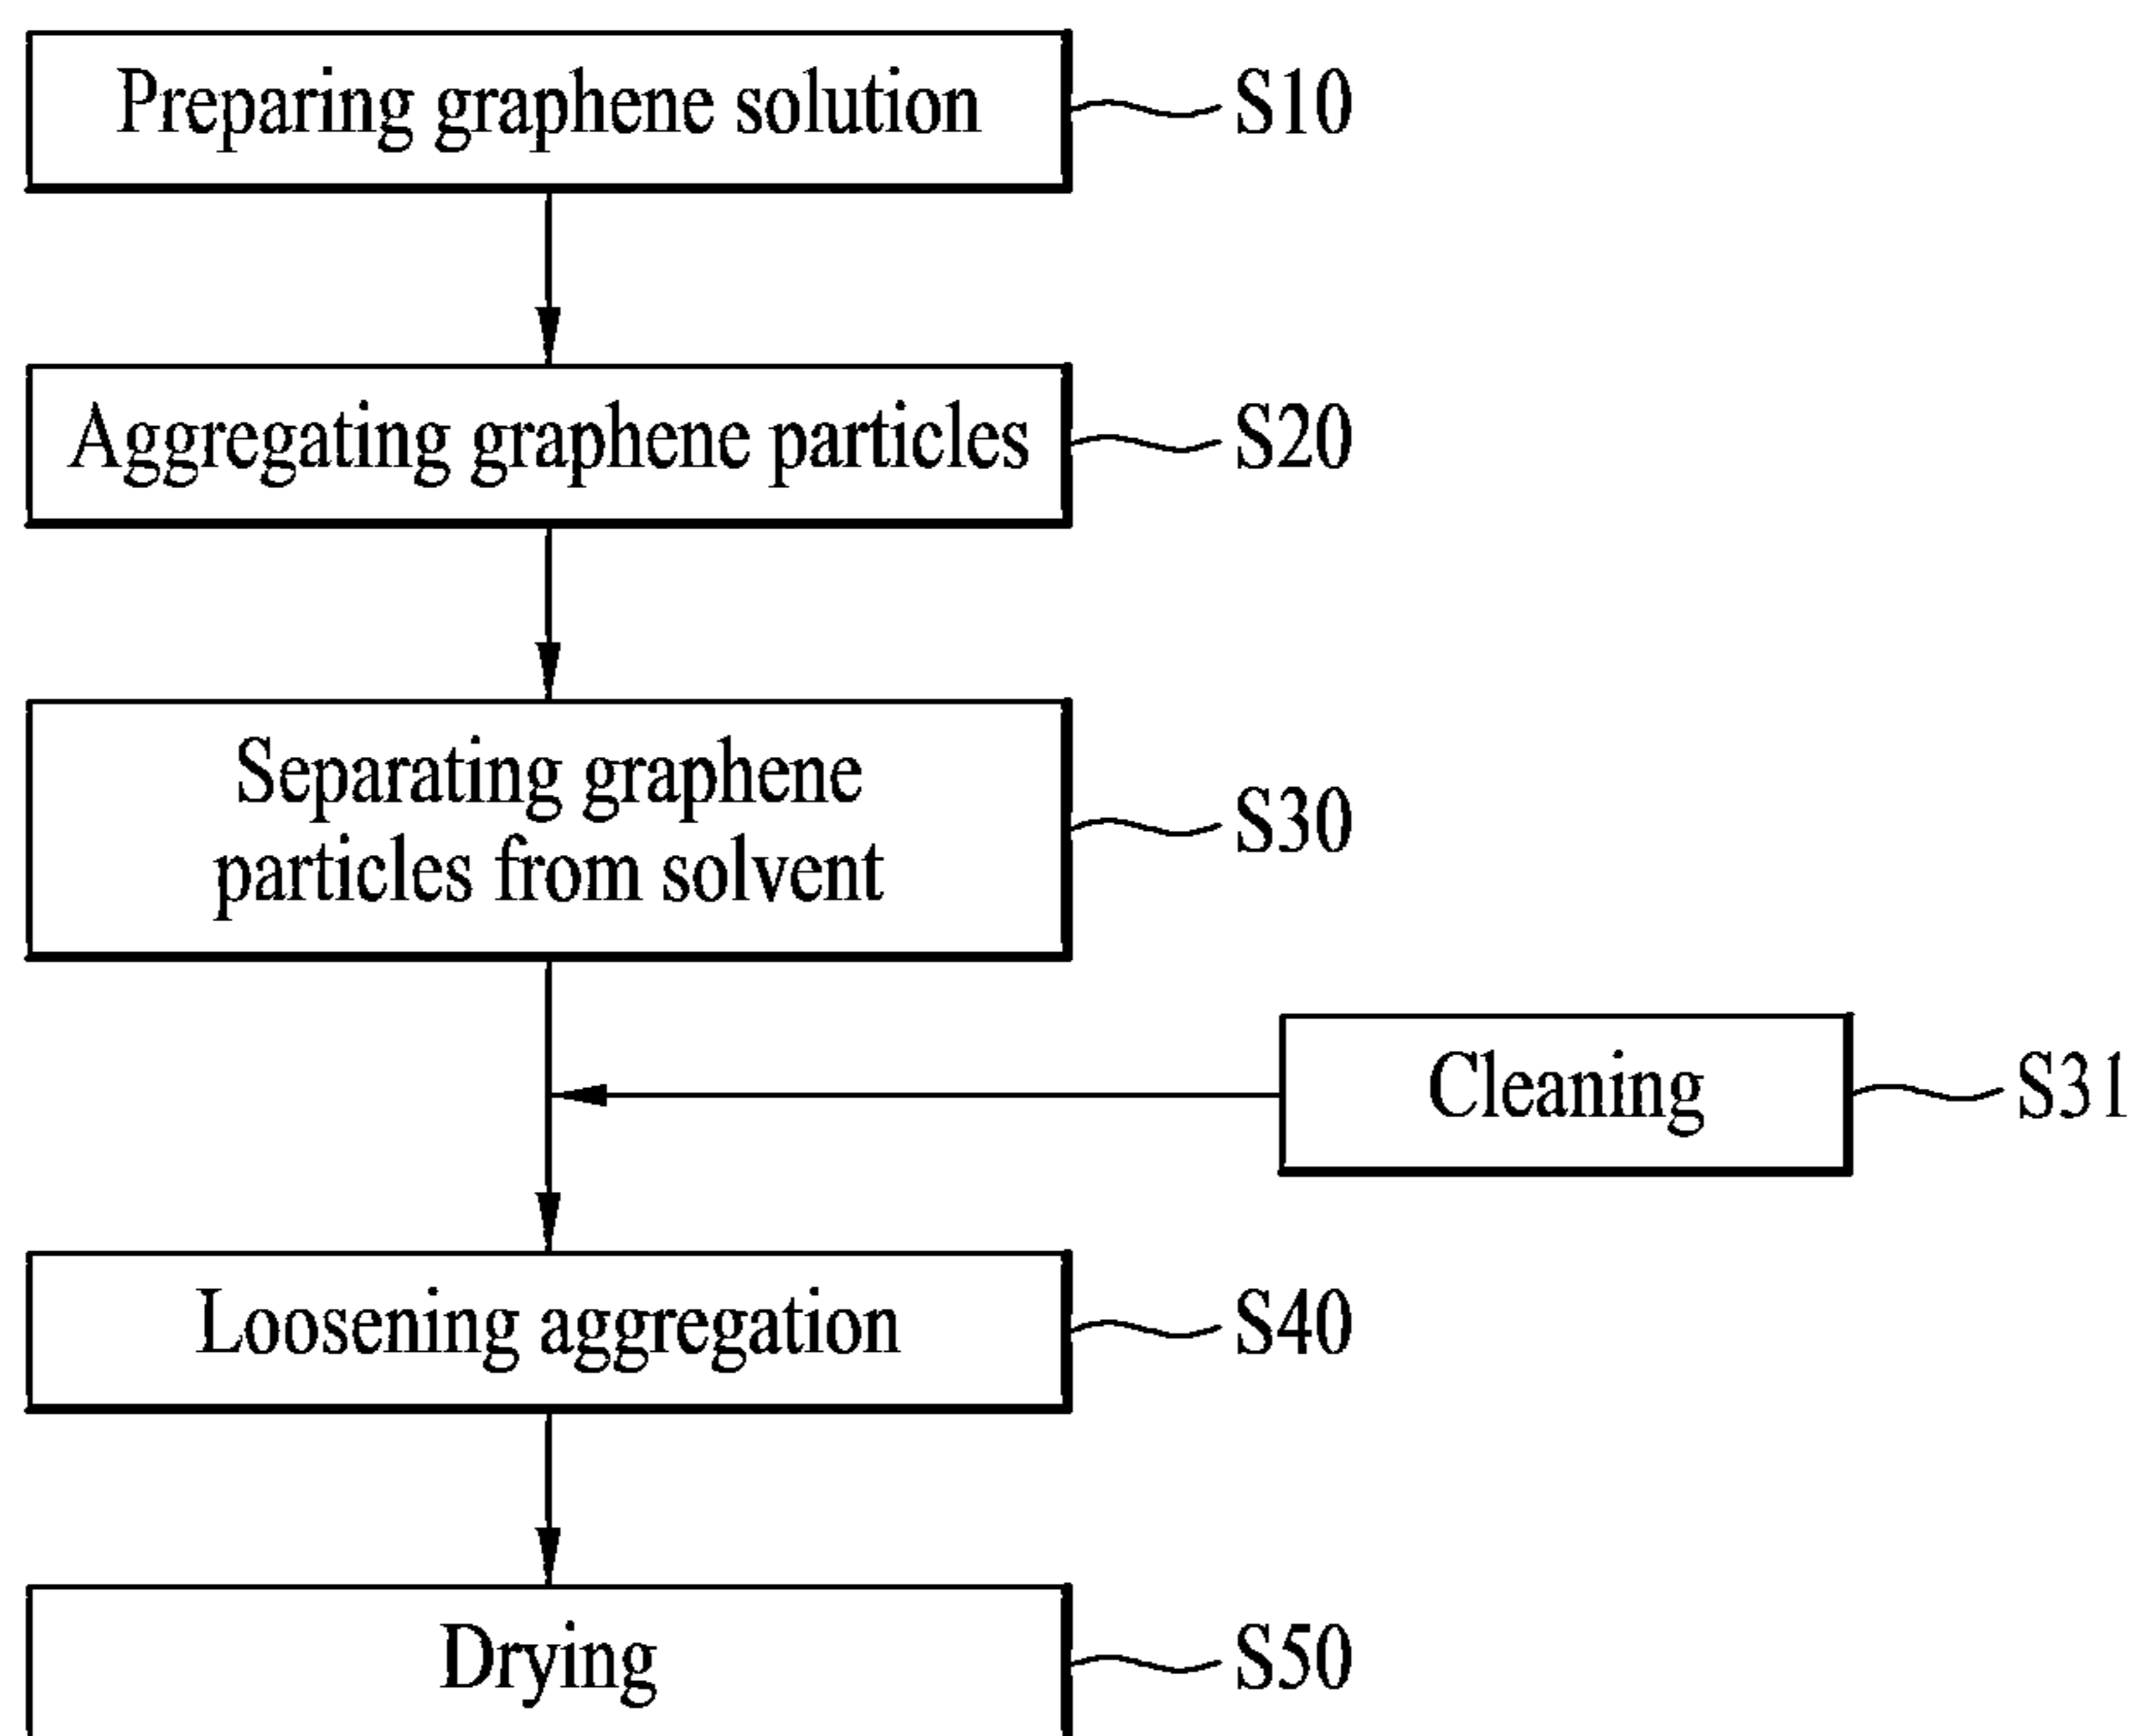 Preparing graphene solution S10
Aggregating graphene particles S20
Separating graphene
particles from solvent
S30
Cleaning S31
Loosening aggregation S40
Drying S50